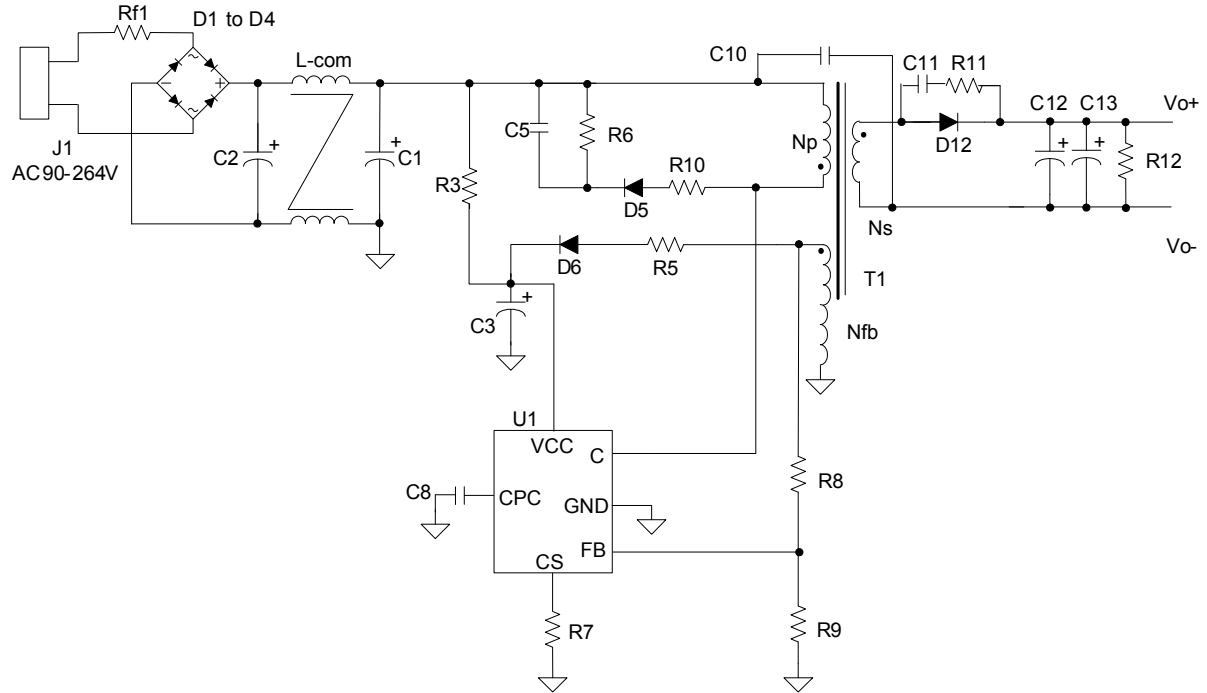 Rf1
D1 to D4
~
−
+
~
J1
AC90-264V
L-com
C2
+
C1
+
R3
C5
R6
D5
R10
C10
Np
C11
R11
D12
C12
+
C13
+
R12
Vo+
Vo-
Ns
T1
Nfb
D6
R5
C3
+
U1
VCC
C
CPC
GND
FB
CS
C8
R7
R8
R9